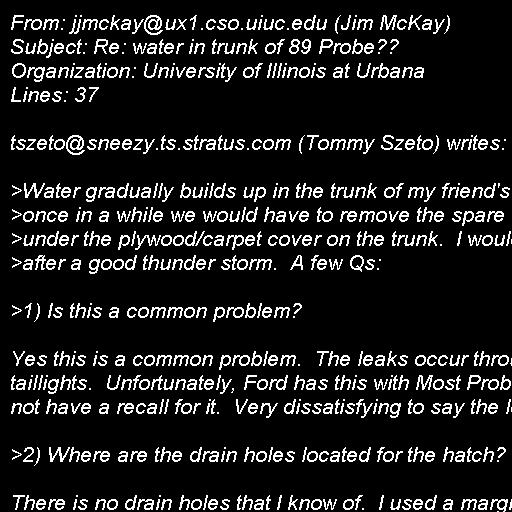 From: jjmckay@ux1.cso.uiuc.edu (Jim McKay)
Subject: Re: water in trunk of 89 Probe??
Organization: University of Illinois at Urbana
Lines: 37
tszeto@sneezy.ts.stratus.com (Tommy Szeto) writes:
>Water gradually builds up in the trunk of my friend's
>once in a while we would have to remove the spare
>under the plywood/carpet cover on the trunk.  I
>after a good thunder storm.  A few Qs:
>1) Is this a common problem?
Yes this is a common problem.  The leaks occur
taillights.  Unfortunately, Ford has this with Most
not have a recall for it.  Very dissatisfying to say the
>2) Where are the drain holes located for the hatch?
There is no drain holes that I know of.  I used a